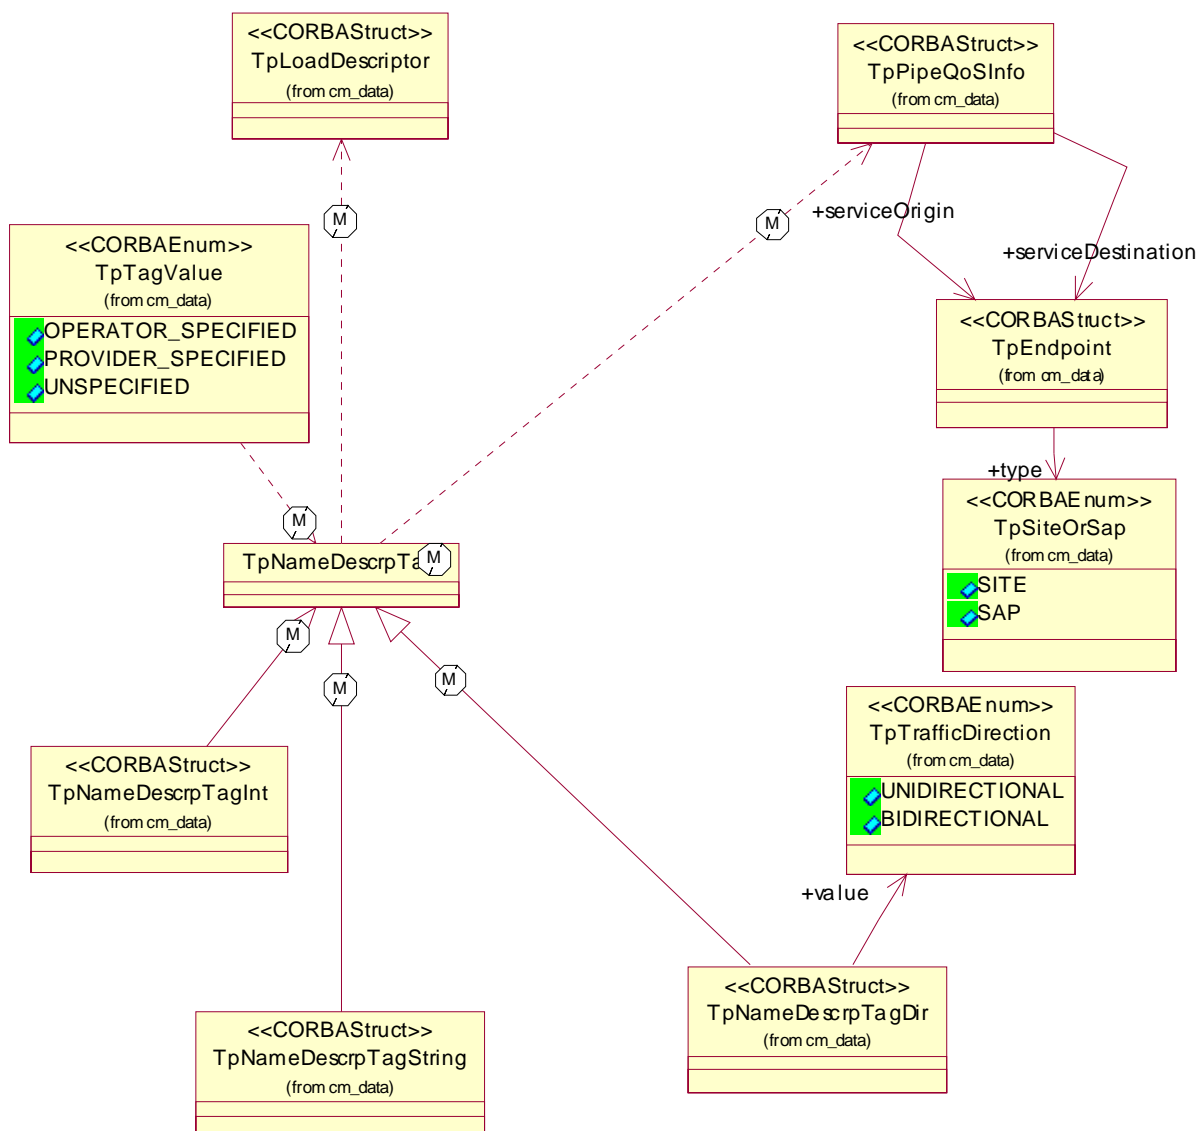 <<CORBAStruct>>
TpLoadDescriptor
(from cm_data)
<<CORBAStruct>>
TpPipeQoSInfo
(from cm_data)
M
M
+serviceOrigin
+serviceDestination
<<CORBAEnum>>
TpTagValue
(from cm_data)
OPERATOR_SPECIFIED
PROVIDER_SPECIFIED
UNSPECIFIED
<<CORBAStruct>>
TpEndpoint
(from cm_data)
+type
<<CORBAEnum>>
TpSiteOrSap
(from cm_data)
SITE
SAP
M
TpNameDescrpTa
M
M
M
M
<<CORBAEnum>>
TpTrafficDirection
(from cm_data)
UNIDIRECTIONAL
BIDIRECTIONAL
+value
<<CORBAStruct>>
TpNameDescrpTagInt
(from cm_data)
<<CORBAStruct>>
TpNameDescrpTagDir
(from cm_data)
<<CORBAStruct>>
TpNameDescrpTagString
(from cm_data)